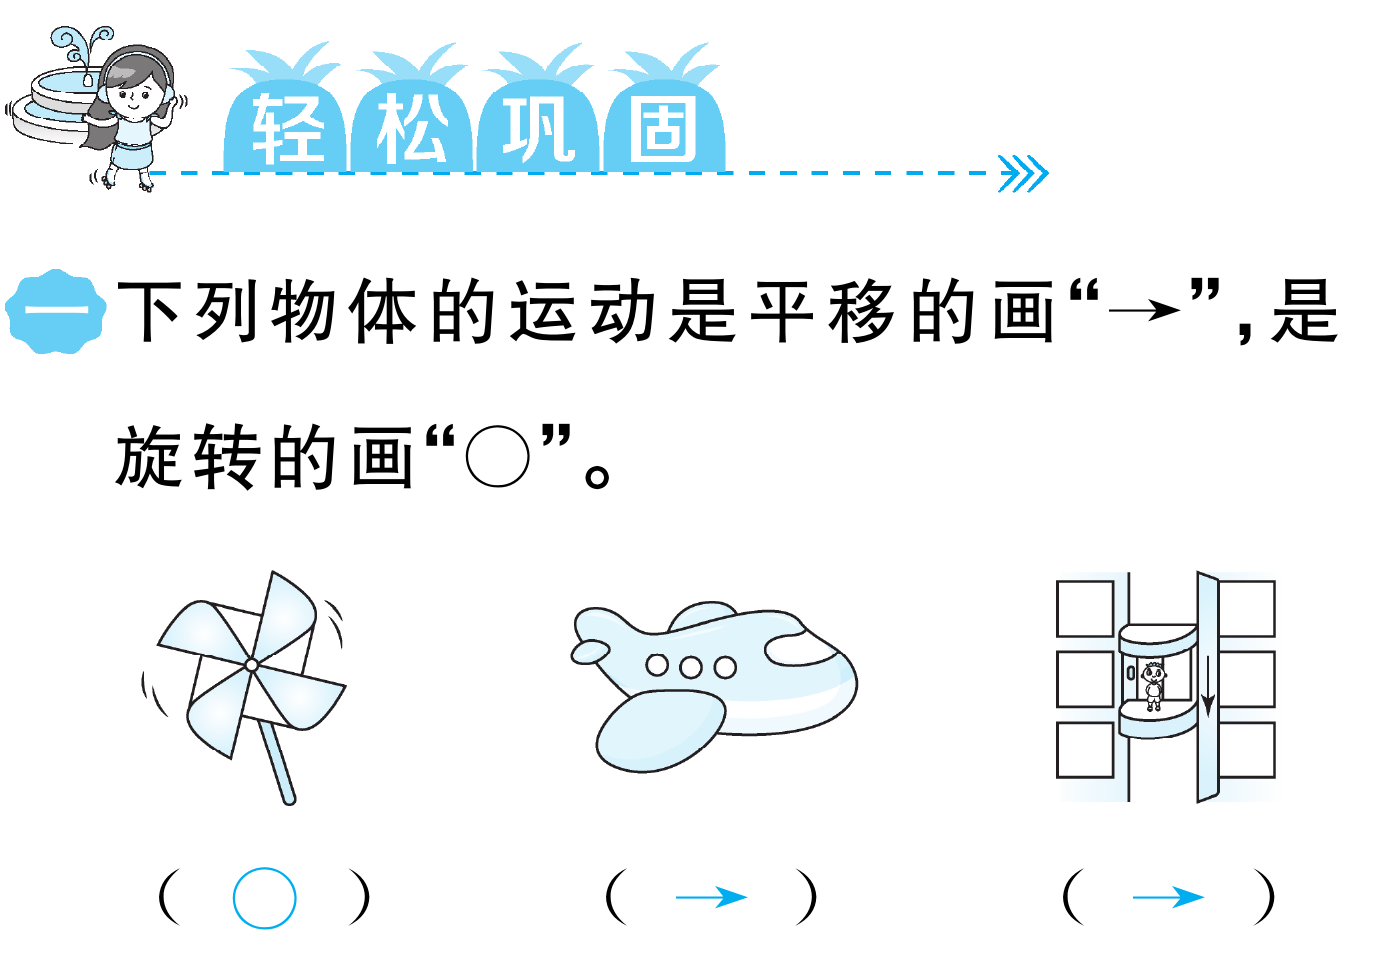 轻松巩固
一 下列物体的运动是平移的画“→”,是
旋转的画“○”。
( ○ ) ( → ) ( → )